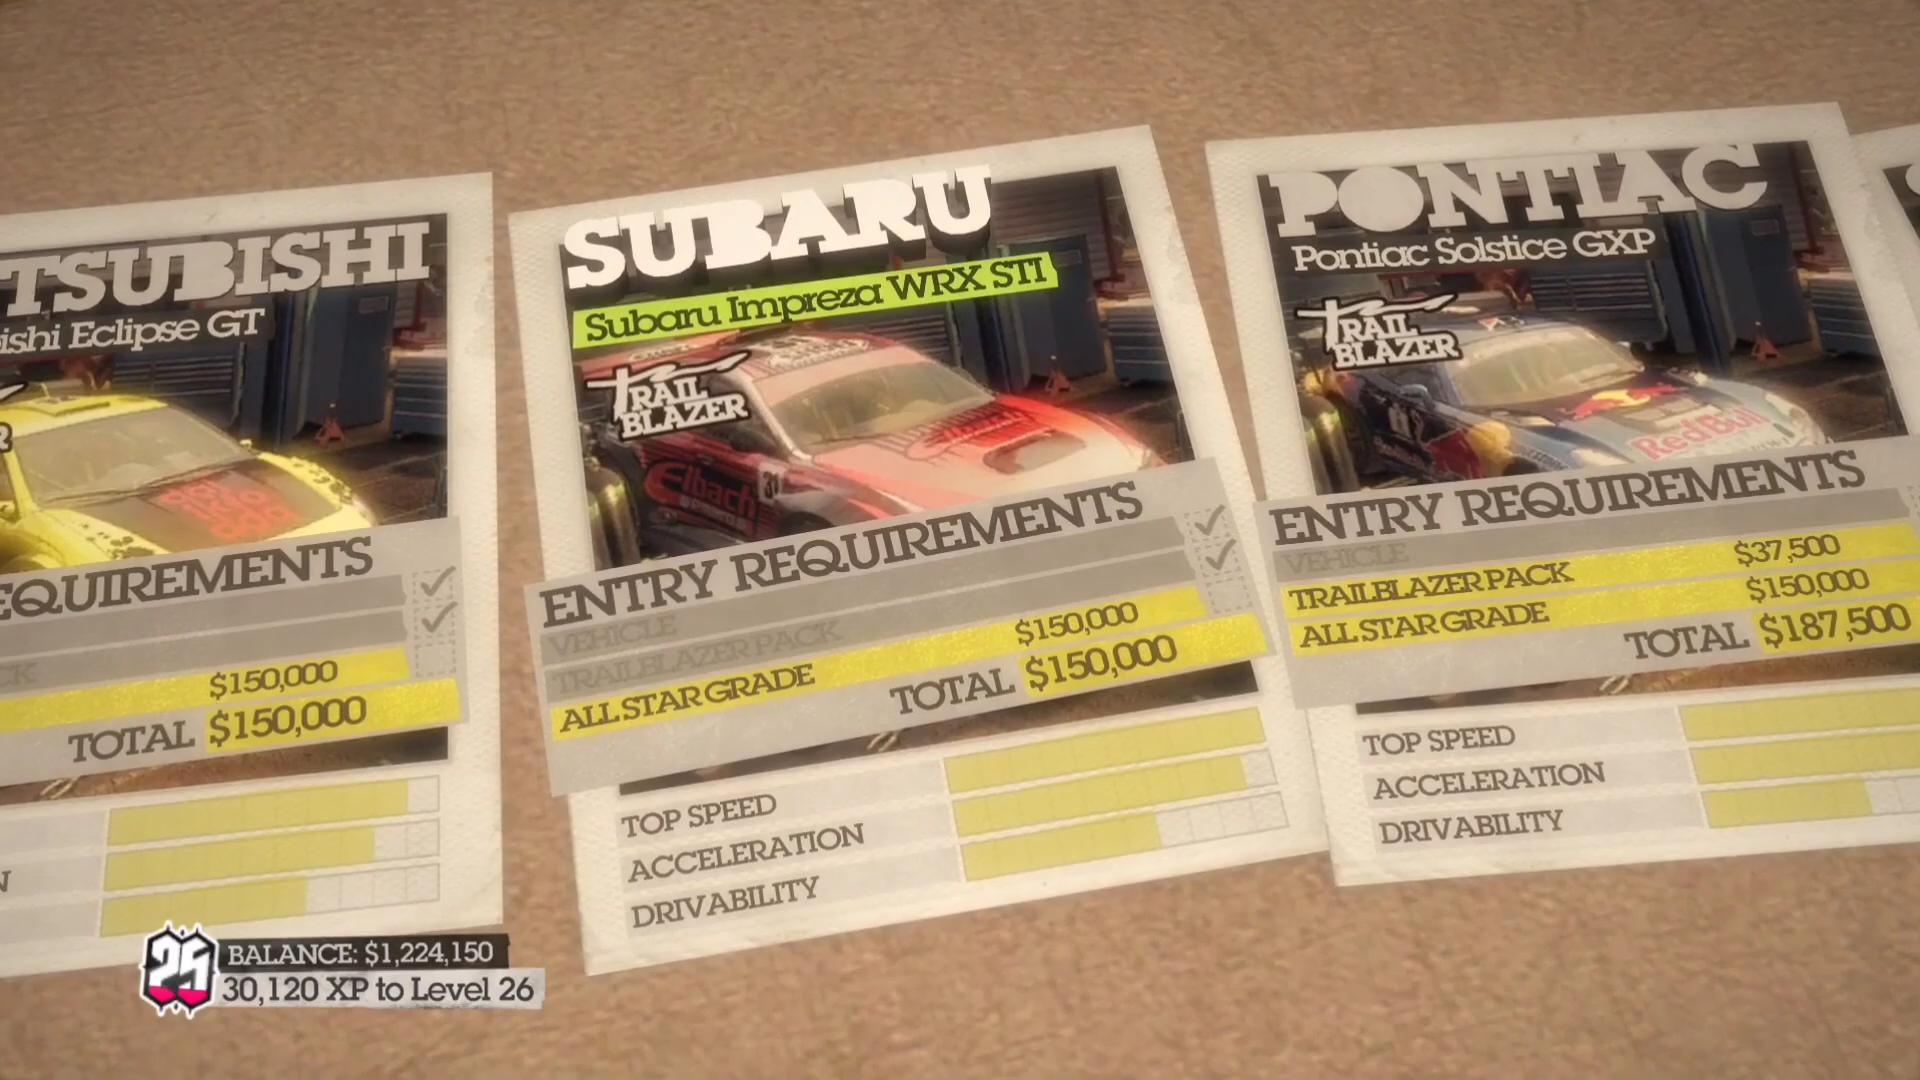 TSUBISHI
ishi Eclipse GT
EQUIREMENTS
CK
$150,000
TOTAL $150,000
N
SUBARU
Subaru Impreza WRX STI
TRAIL
BLAZER
Eibach
31
ENTRY REQUIREMENTS
VEHICLE
TRAILBLAZER PACK
ALL STAR GRADE $150,000
TOTAL $150,000
TOP SPEED
ACCELERATION
DRIVABILITY
PONTIAC
Pontiac Solstice GXP
TRAIL
BLAZER
Red Bull
ENTRY REQUIREMENTS
VEHICLE
TRAILBLAZER PACK $37,500
ALL STAR GRADE $150,000
TOTAL $187,500
TOP SPEED
ACCELERATION
DRIVABILITY
25
BALANCE: $1,224,150
30,120 XP to Level 26